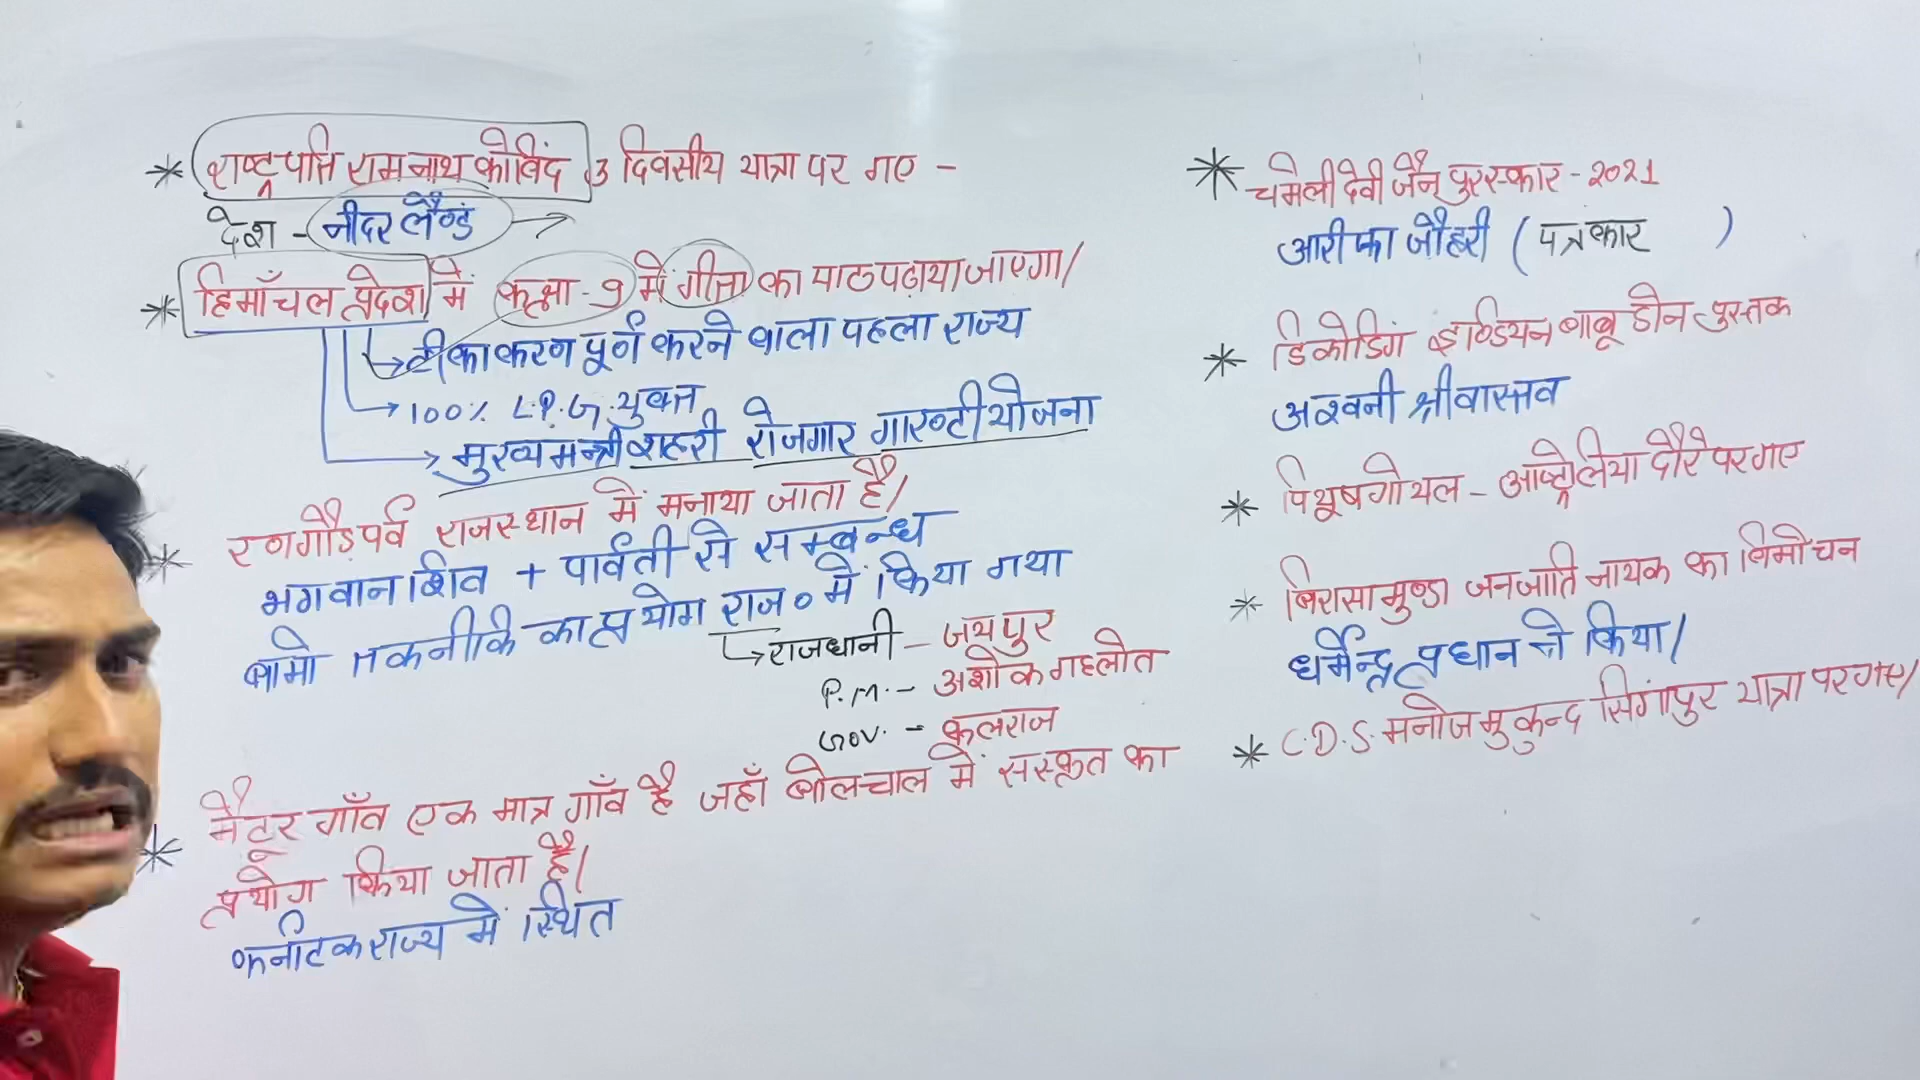 * राष्ट्रपति रामनाथ कोविंद 3 दिवसीय यात्रा पर गए -
देश - नीदरलैण्ड →
* हिमाँचल प्रदेश में कक्षा-9 में गीता का पाठ पढ़ाया जाएगा/
→ टीकाकरण पूर्ण करने वाला पहला राज्य
→ 100% L.P.G. युक्त
→ मुख्यमन्त्री शहरी रोजगार गारण्टी योजना
* रणगौड़ पर्व राजस्थान में मनाया जाता है/
भगवान शिव + पार्वती से सम्बन्ध
बामो तकनीकि का प्रयोग राज० में किया गया
→ राजधानी - जयपुर
P.M. - अशोक गहलोत
Gov. - कलराज
* मैटूर गाँव एक मात्र गाँव है जहाँ बोलचाल में संस्कृत का
प्रयोग किया जाता है/
कर्नाटक राज्य में स्थित
* चमेली देवी जैन पुरस्कार - 2021
आरीफा जौहरी (पत्रकार )
* डिकोडिंग इण्डियन बाबू डोन - पुस्तक
अश्वनी श्रीवास्तव
* पियूष गोयल - आष्ट्रेलिया दौरे पर गए
* बिरासा मुण्डा जनजाति नायक का विमोचन
धर्मेन्द्र प्रधान ने किया/
* C.D.S. मनोज मुकुन्द सिंगापुर यात्रा पर गए/